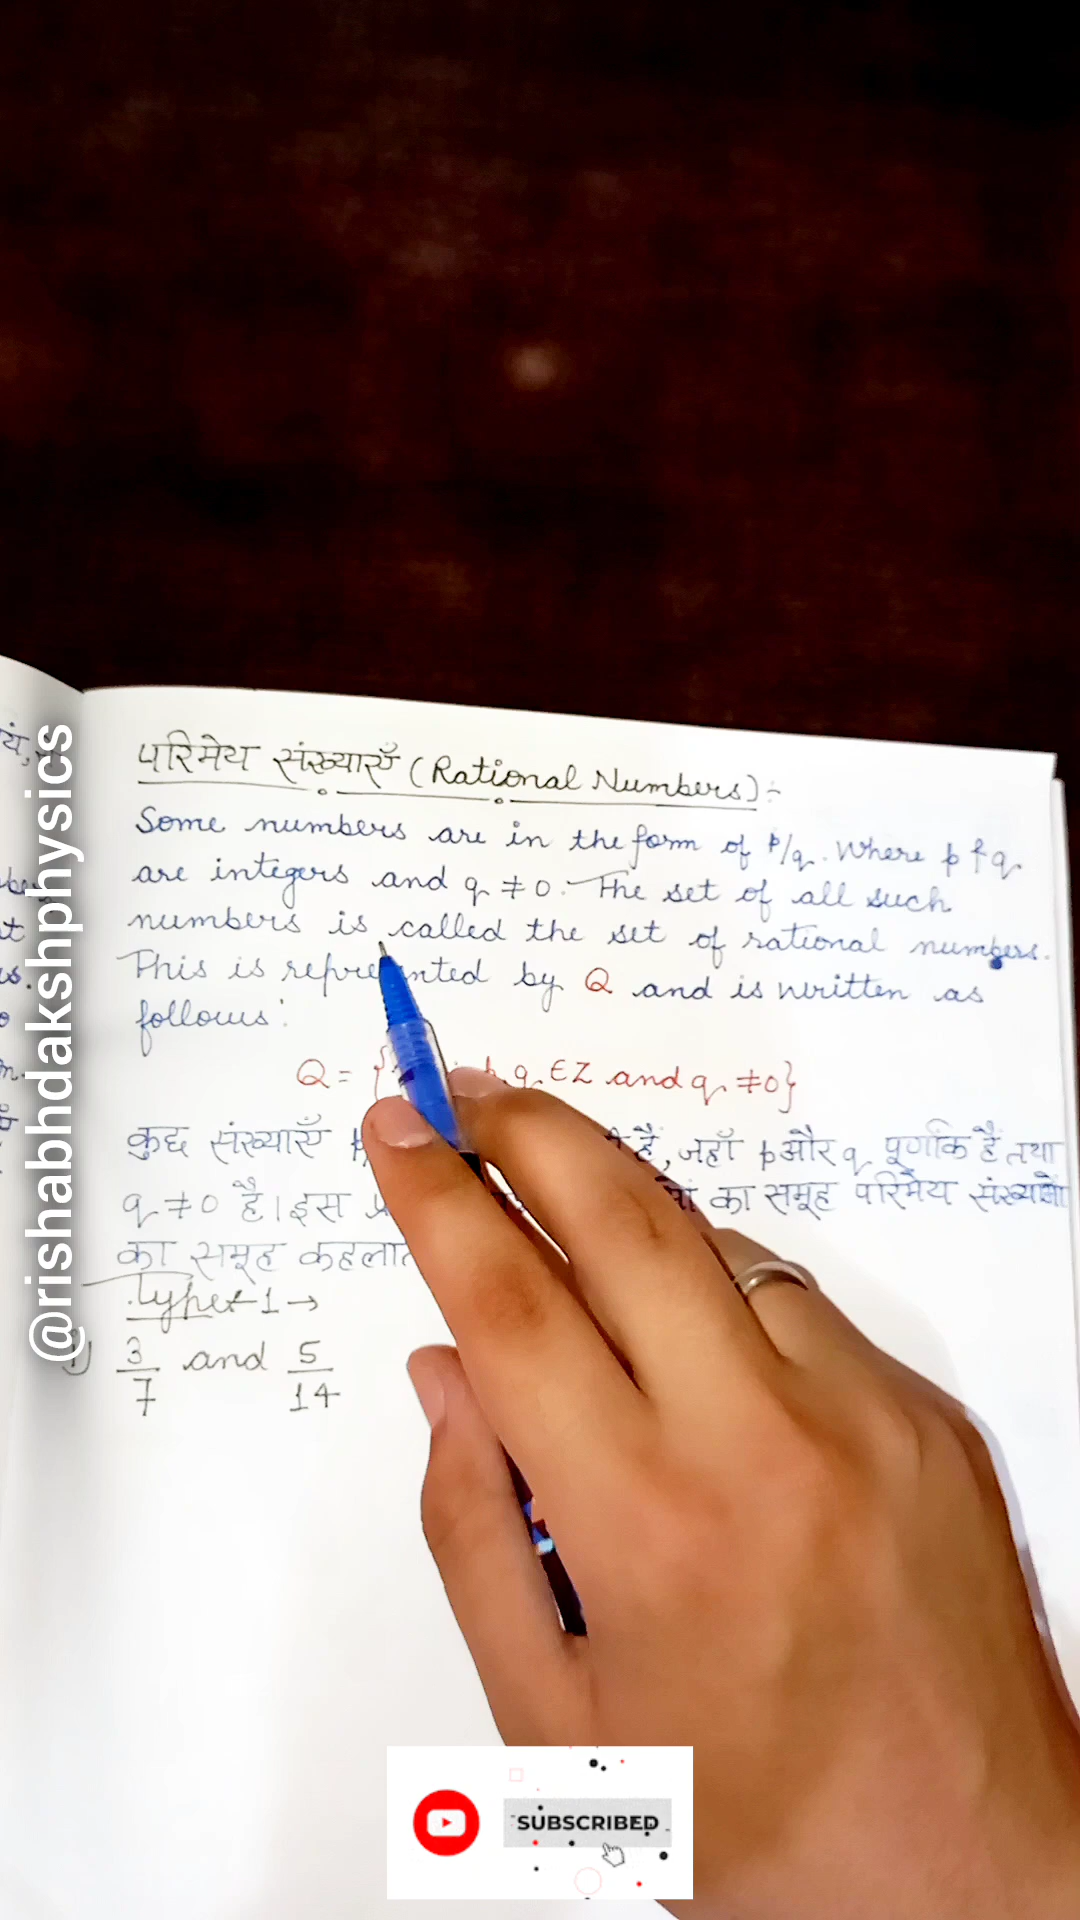 परिमेय संख्याएँ (Rational Numbers):-
Some numbers are in the form of p/q. Where p & q
are integers and q ≠ 0. The set of all such
numbers is called the set of rational numbers.
This is represented by Q and is written as
follows:
Q = { p, q ∈ Z and q ≠ 0}
कुछ संख्याएँ है, जहाँ p और q पूर्णांक हैं तथा
q ≠ 0 है। इस का समूह परिमेय संख्याओं
का समूह कहलाता
type-1 →
3/7 and 5/14
@rishabhdakshphysics
SUBSCRIBED